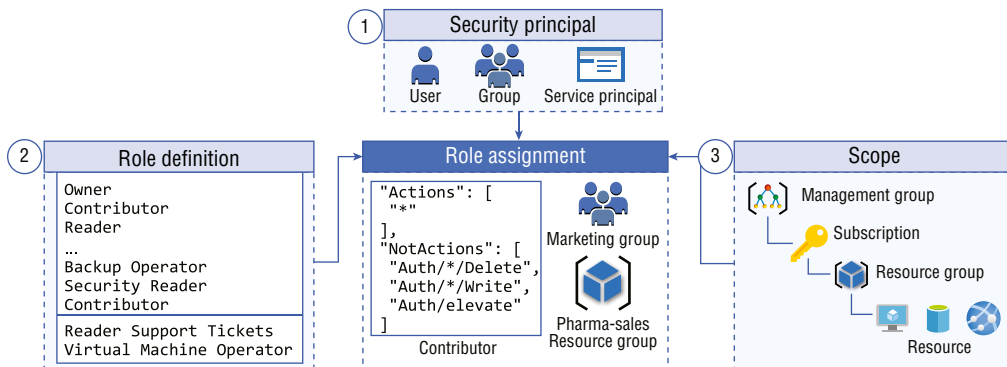 1
Security principal
User
Group
Service principal
2
Role definition
Owner
Contributor
Reader
...
Backup Operator
Security Reader
Contributor
Reader Support Tickets
Virtual Machine Operator
Role assignment
"Actions": [
"*"
],
"NotActions": [
"Auth/*/Delete",
"Auth/*/Write",
"Auth/elevate"
]
Contributor
Marketing group
Pharma-sales
Resource group
3
Scope
Management group
Subscription
Resource group
Resource